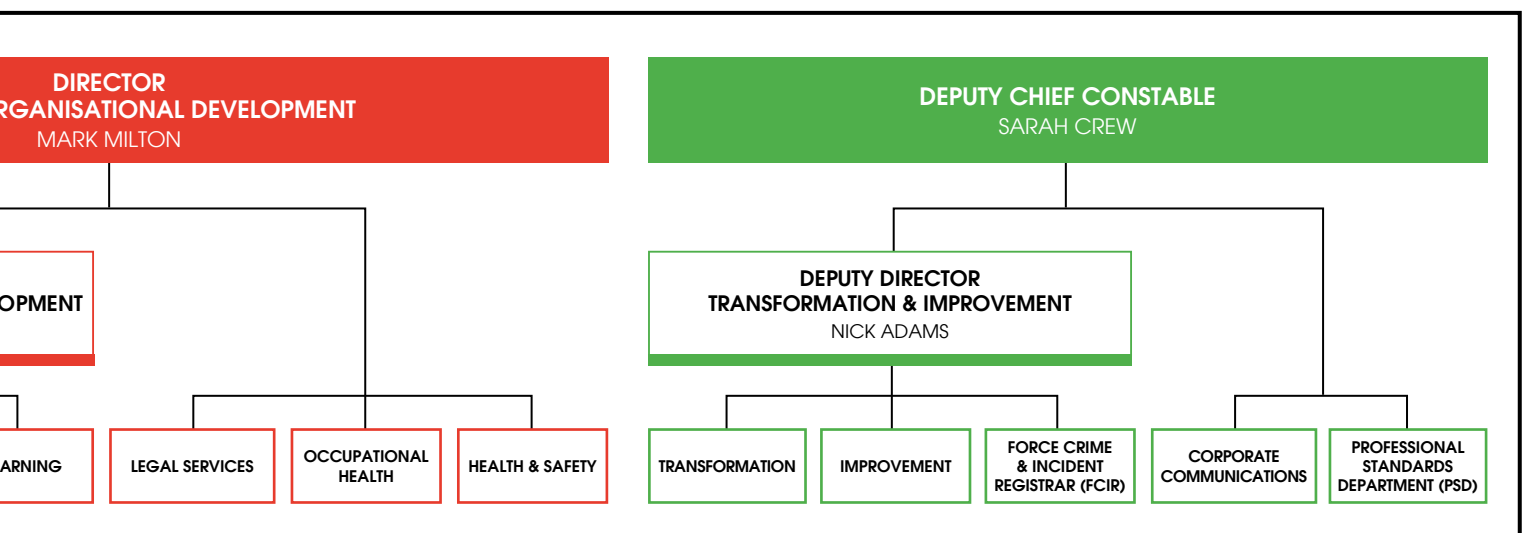 DIRECTOR
RGANISATIONAL DEVELOPMENT
MARK MILTON
DEPUTY CHIEF CONSTABLE
SARAH CREW
OPMENT
DEPUTY DIRECTOR
TRANSFORMATION & IMPROVEMENT
NICK ADAMS
ARNING
LEGAL SERVICES
OCCUPATIONAL
HEALTH
HEALTH & SAFETY
TRANSFORMATION
IMPROVEMENT
FORCE CRIME
& INCIDENT
REGISTRAR (FCIR)
CORPORATE
COMMUNICATIONS
PROFESSIONAL
STANDARDS
DEPARTMENT (PSD)